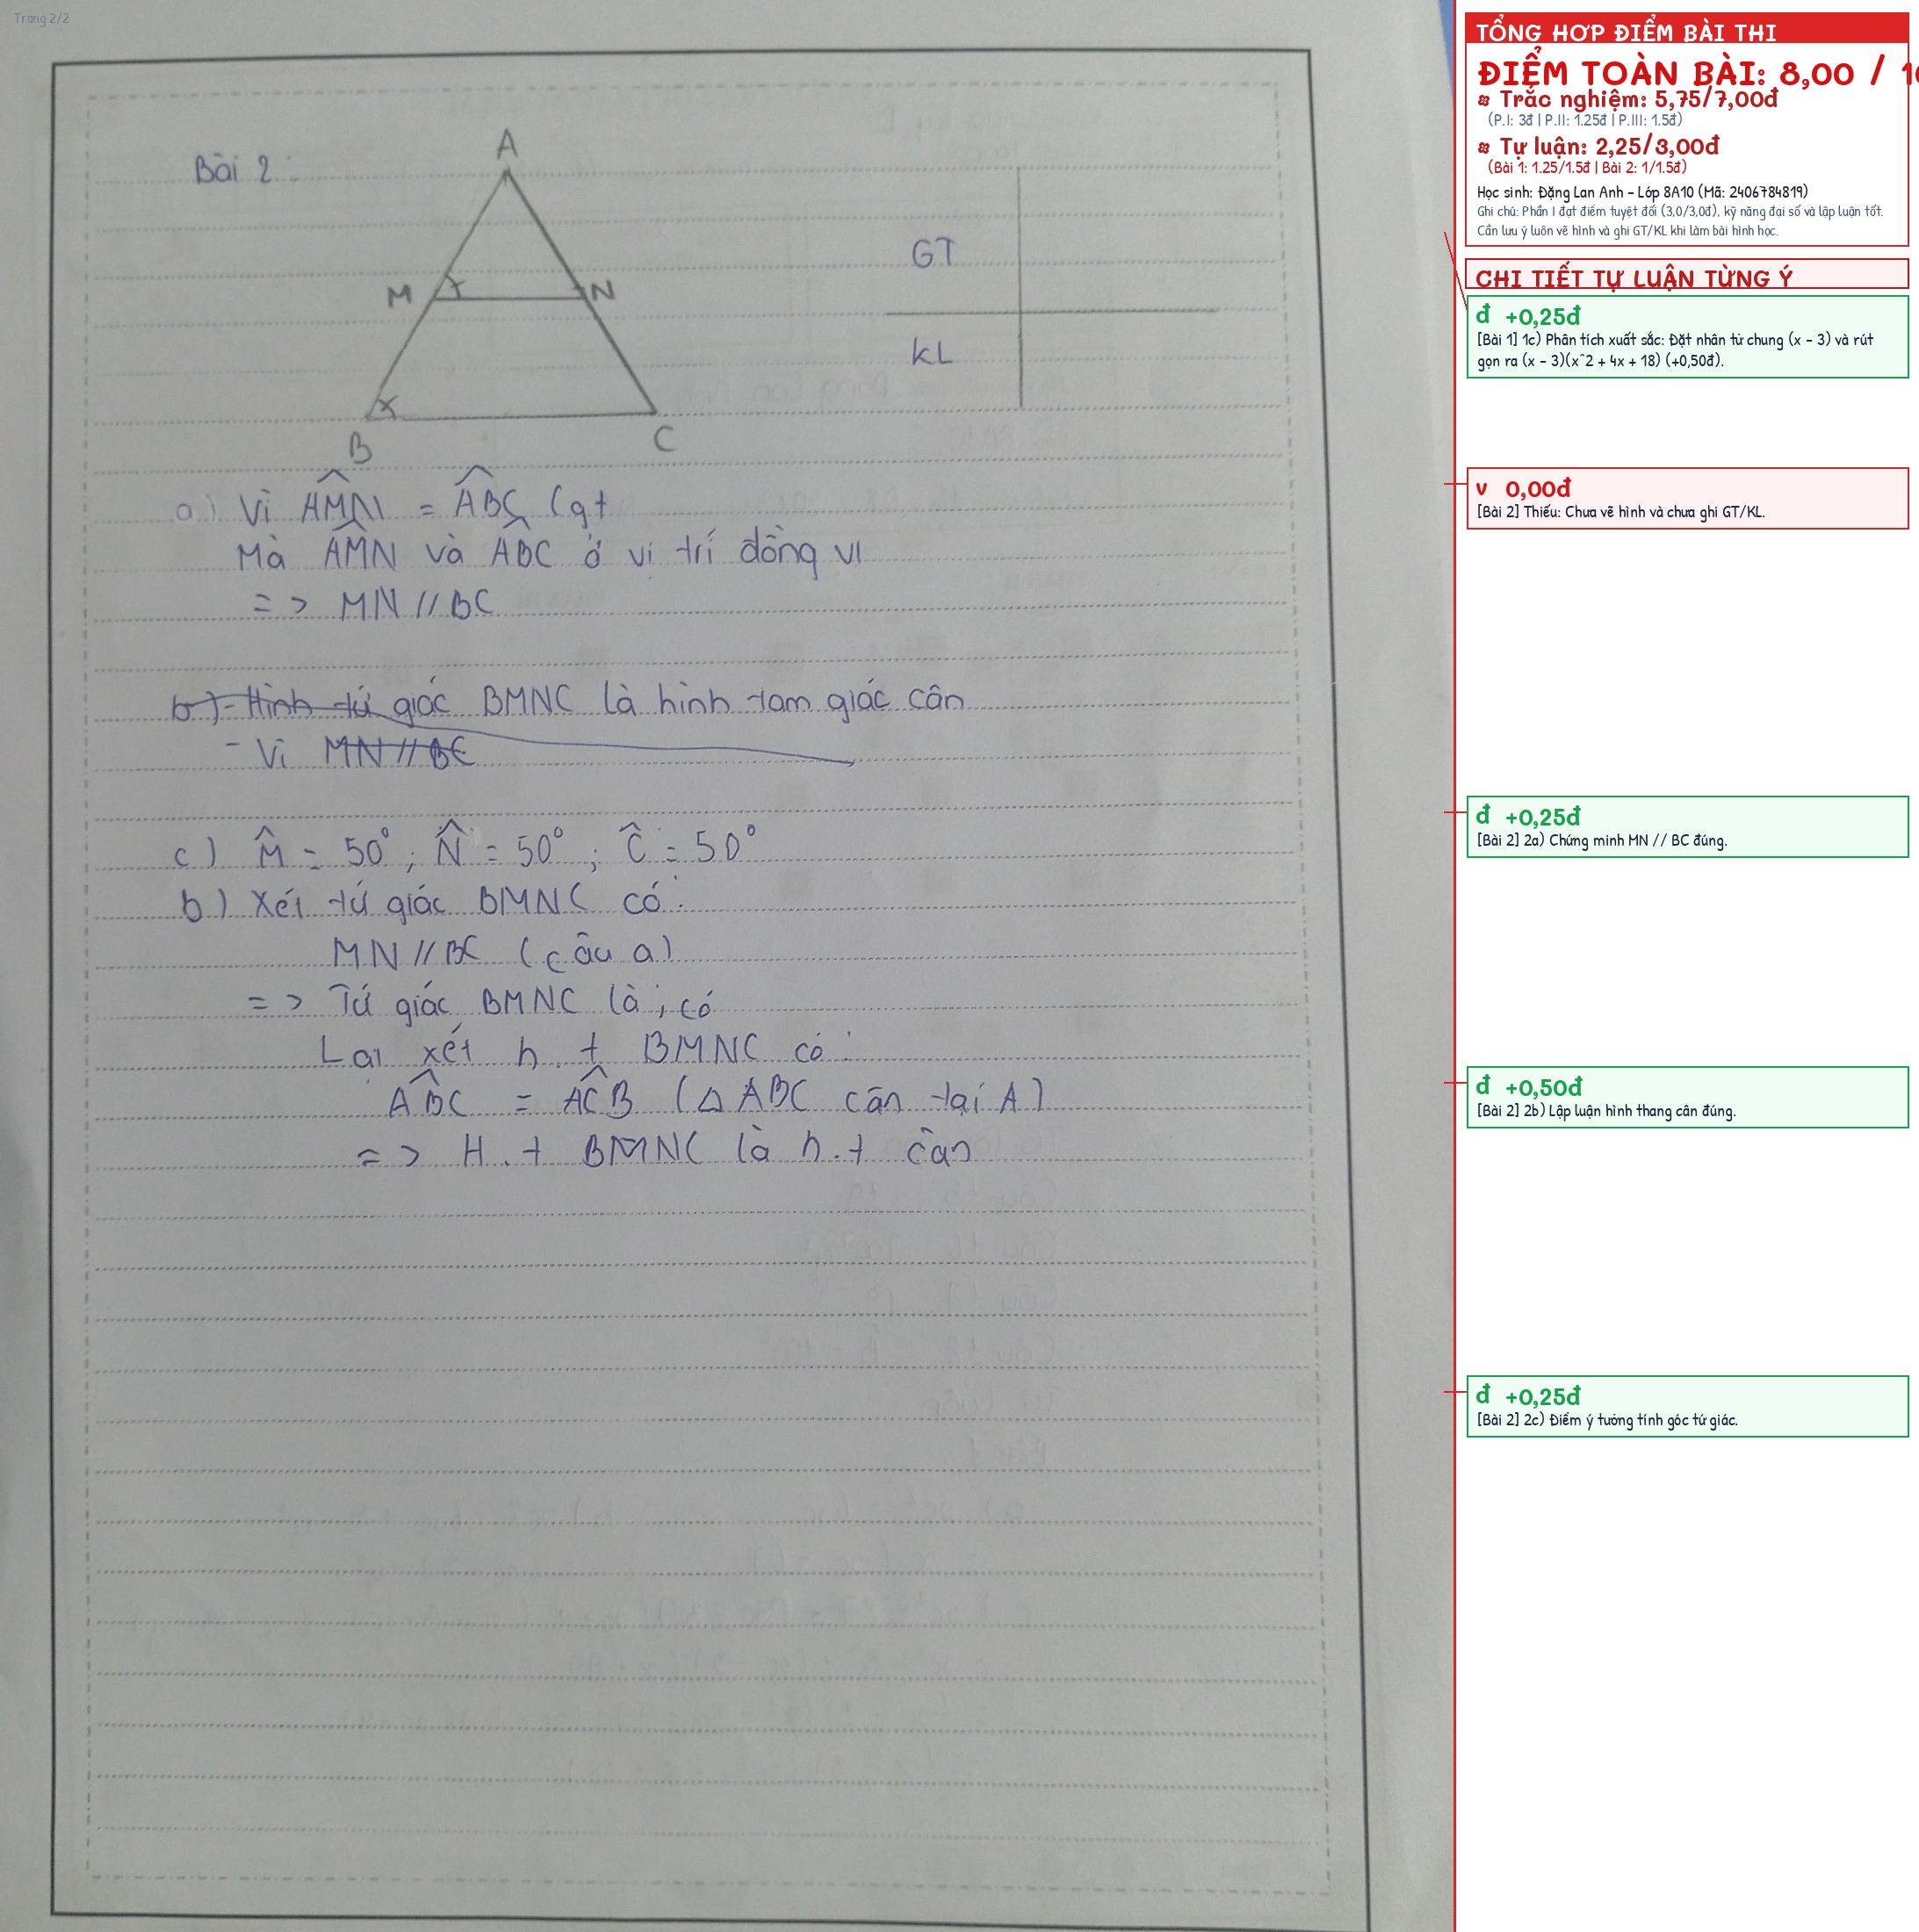 Trang 2/2
Bài 2 :
A
M
N
B
C
GT
KL
a) Vì AMN = ABC (gt
Mà AMN và ABC ở vi trí đồng vi
=> MN // BC
b) - Hình tứ giác BMNC là hình tam giác cân
- Vì MN // BC
c) M = 50° ; N = 50° ; C = 50°
b) Xét tứ giác BMNC có :
MN // BC (câu a)
=> Tứ giác BMNC là ; có
Lại xét h.t BMNC có :
ABC = ACB (△ ABC cân tại A)
=> H.t BMNC là h.t cân
TỔNG HỢP ĐIỂM BÀI THI
ĐIỂM TOÀN BÀI: 8,00 / 10
Trắc nghiệm: 5,75/7,00đ
(P.I: 3đ | P.II: 1.25đ | P.III: 1.5đ)
Tự luận: 2,25/3,00đ
(Bài 1: 1.25/1.5đ | Bài 2: 1/1.5đ)
Học sinh: Đặng Lan Anh - Lớp 8A10 (Mã: 2406784819)
Ghi chú: Phần I đạt điểm tuyệt đối (3,0/3,0đ), kỹ năng đại số và lập luận tốt.
Cần lưu ý luôn vẽ hình và ghi GT/KL khi làm bài hình học.
CHI TIẾT TỰ LUẬN TỪNG Ý
đ +0,25đ
[Bài 1] 1c) Phân tích xuất sắc: Đặt nhân tử chung (x - 3) và rút
gọn ra (x - 3)(x^2 + 4x + 18) (+0,50đ).
v 0,00đ
[Bài 2] Thiếu: Chưa vẽ hình và chưa ghi GT/KL.
đ +0,25đ
[Bài 2] 2a) Chứng minh MN // BC đúng.
đ +0,50đ
[Bài 2] 2b) Lập luận hình thang cân đúng.
đ +0,25đ
[Bài 2] 2c) Điểm ý tưởng tính góc tứ giác.